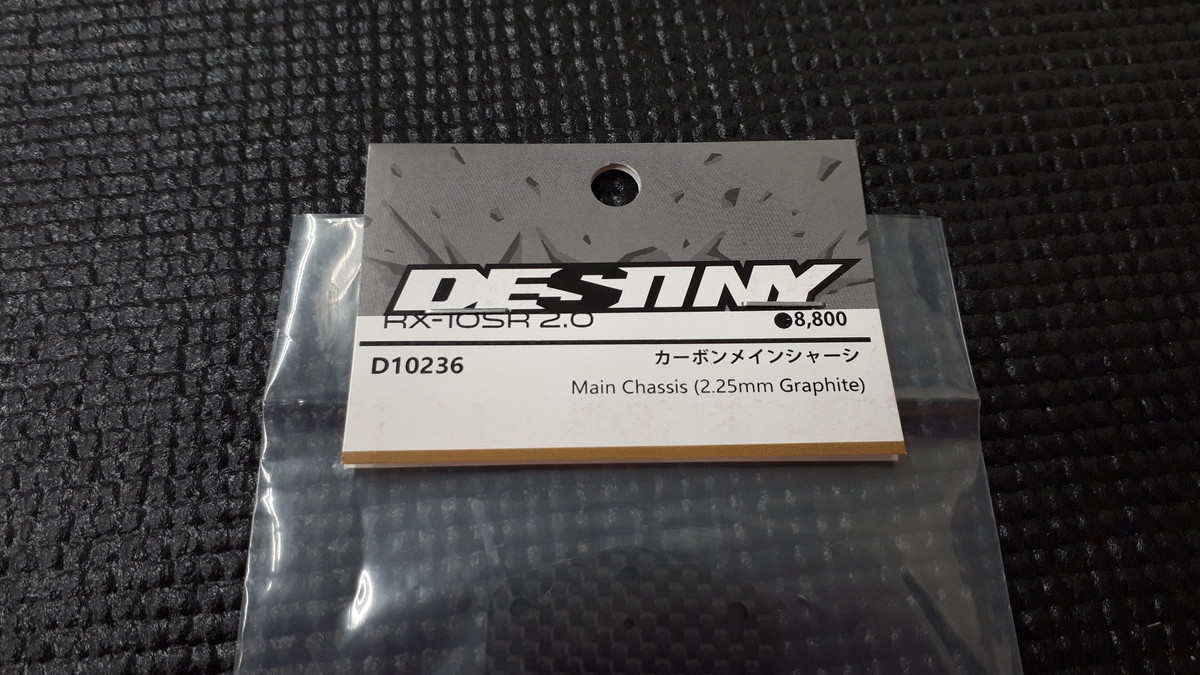 DESTINY
RX-10SR 2.0
●8,800
D10236
カーボンメインシャーシ
Main Chassis (2.25mm Graphite)